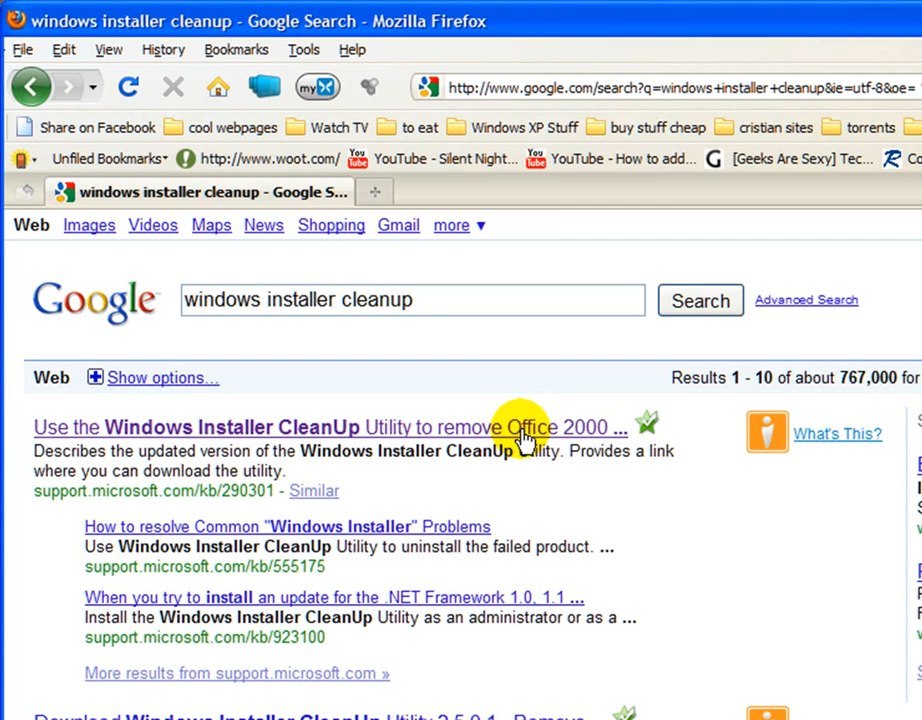 windows installer cleanup - Google Search - Mozilla Firefox
File Edit View History Bookmarks Tools Help
my http://www.google.com/search?q=windows+installer+cleanup&ie=utf-8&oe=
Share on Facebook cool webpages Watch TV to eat Windows XP Stuff buy stuff cheap cristian sites torrents
Unfiled Bookmarks http://www.woot.com/ You Tube YouTube - Silent Night... You Tube YouTube - How to add... G [Geeks Are Sexy] Tec... R Co
windows installer cleanup - Google S...
Web Images Videos Maps News Shopping Gmail more ▼
Google windows installer cleanup Search Advanced Search
Web Show options... Results 1 - 10 of about 767,000 for
Use the Windows Installer CleanUp Utility to remove Office 2000 ...
What's This?
Describes the updated version of the Windows Installer CleanUp Utility. Provides a link
where you can download the utility.
support.microsoft.com/kb/290301 - Similar
How to resolve Common "Windows Installer" Problems
Use Windows Installer CleanUp Utility to uninstall the failed product. ...
support.microsoft.com/kb/555175
When you try to install an update for the .NET Framework 1.0, 1.1 ...
Install the Windows Installer CleanUp Utility as an administrator or as a ...
support.microsoft.com/kb/923100
More results from support.microsoft.com »
Download Windows Installer CleanUp Utility 2.5.0.1 - Remove